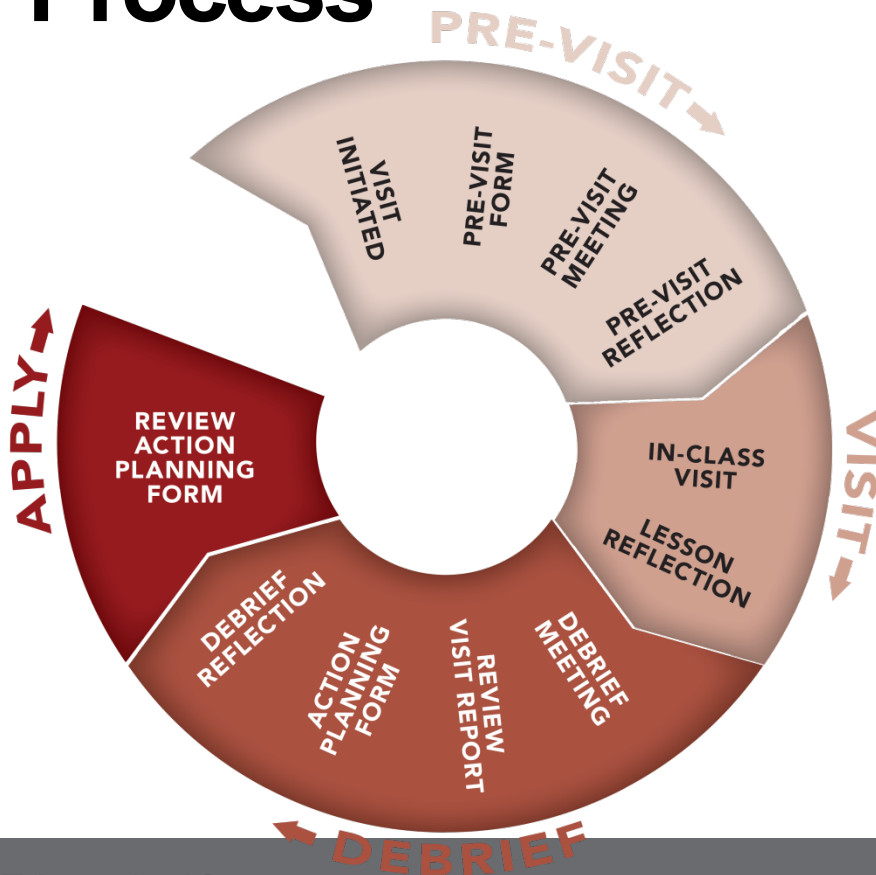 Process
PRE-VISIT
VISIT
INITIATED
PRE-VISIT
FORM
PRE-VISIT
MEETING
PRE-VISIT
REFLECTION
VISIT
IN-CLASS
VISIT
LESSON
REFLECTION
DEBRIEF
DEBRIEF
MEETING
REVIEW
VISIT REPORT
ACTION
PLANNING
FORM
DEBRIEF
REFLECTION
APPLY
REVIEW
ACTION
PLANNING
FORM